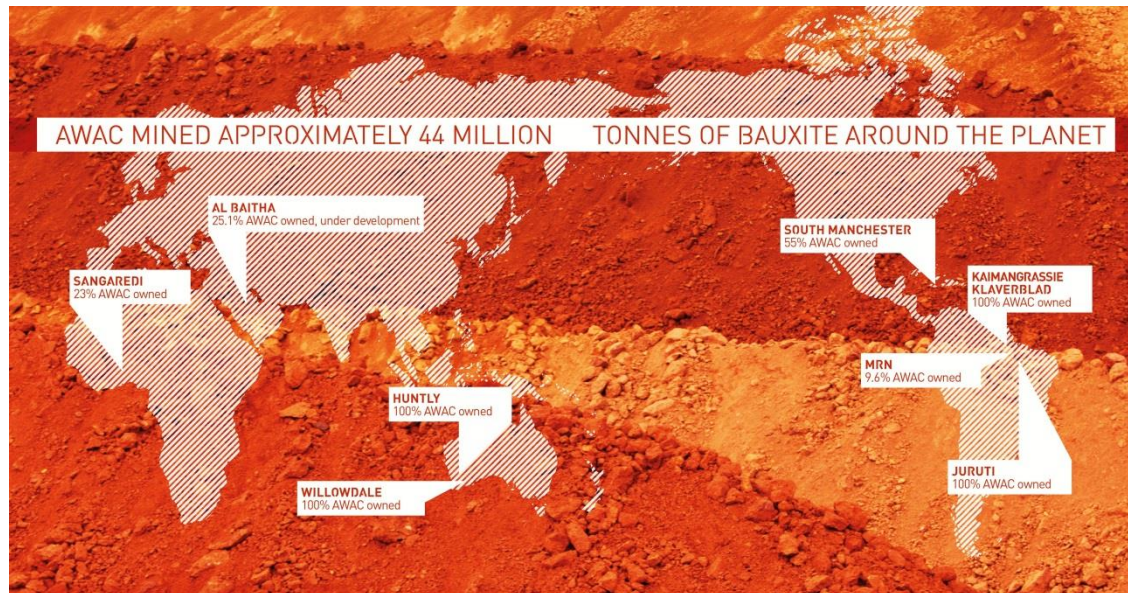 AWAC MINED APPROXIMATELY 44 MILLION TONNES OF BAUXITE AROUND THE PLANET
AL BAITHA
25.1% AWAC owned, under development
SOUTH MANCHESTER
55% AWAC owned
SANGAREDI
23% AWAC owned
KAIMANGRASSIE
KLAVERBLAD
100% AWAC owned
MRN
9.6% AWAC owned
HUNTLY
100% AWAC owned
JURUTI
100% AWAC owned
WILLOWDALE
100% AWAC owned